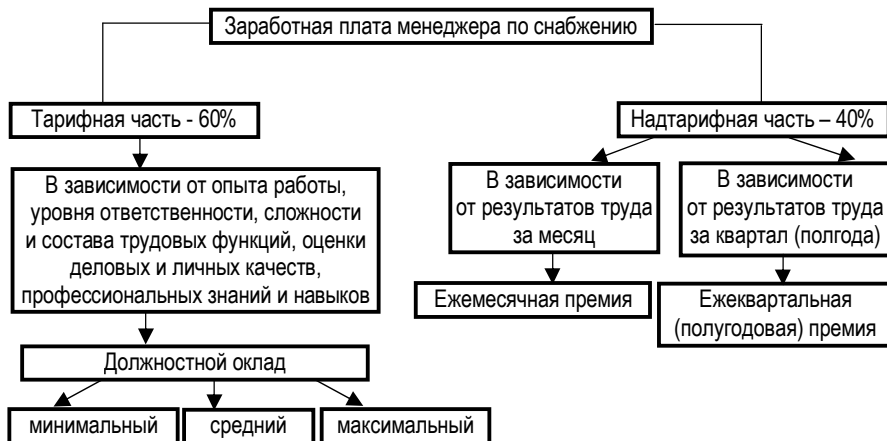 Заработная плата менеджера по снабжению
Тарифная часть - 60%
Надтарифная часть – 40%
В зависимости от опыта работы,
уровня ответственности, сложности
и состава трудовых функций, оценки
деловых и личных качеств,
профессиональных знаний и навыков
В зависимости
от результатов труда
за месяц
В зависимости
от результатов труда
за квартал (полгода)
Ежемесячная премия
Ежеквартальная
(полугодовая) премия
Должностной оклад
минимальный
средний
максимальный